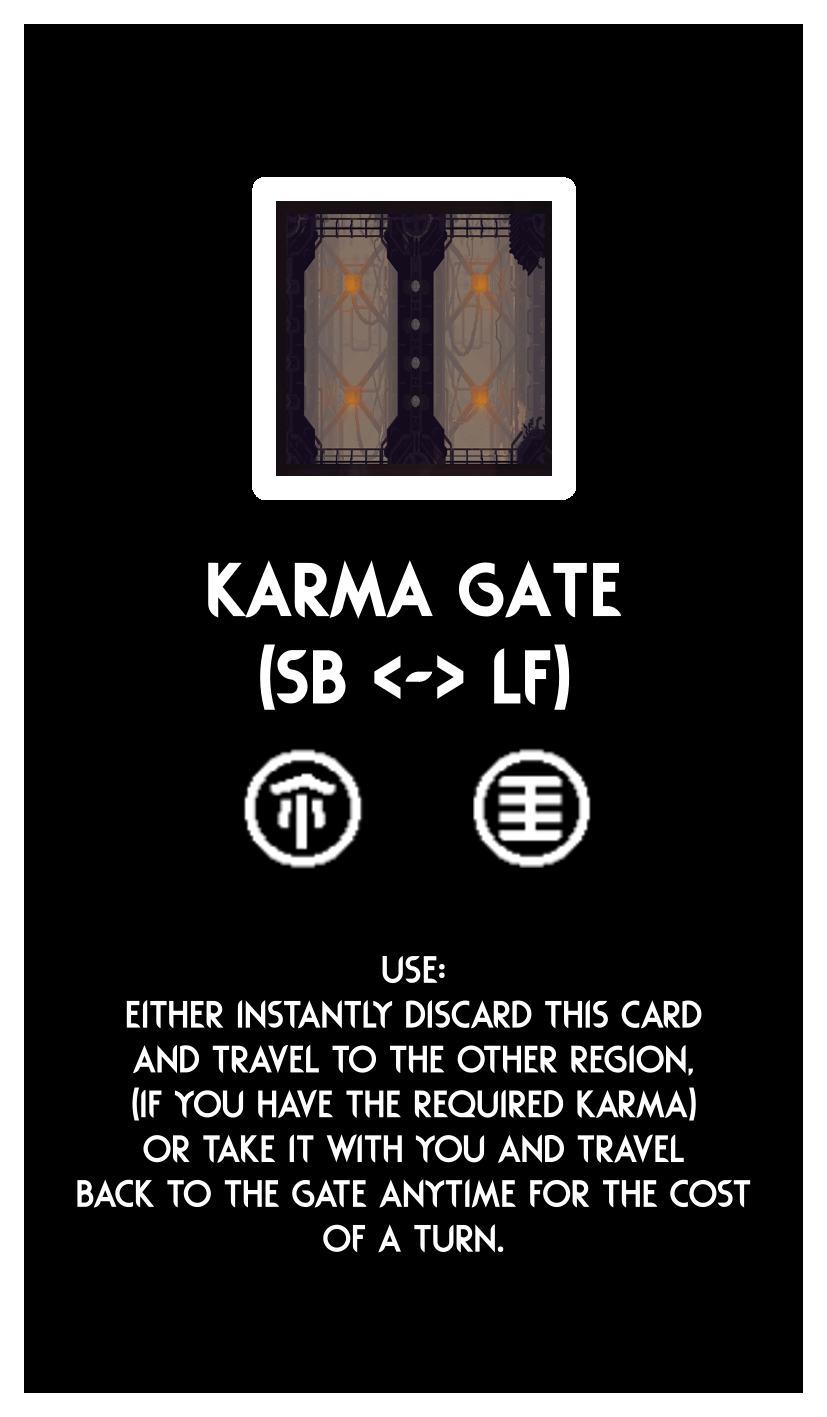 KARMA GATE
(SB <-> LF)
USE:
EITHER INSTANTLY DISCARD THIS CARD
AND TRAVEL TO THE OTHER REGION,
(IF YOU HAVE THE REQUIRED KARMA)
OR TAKE IT WITH YOU AND TRAVEL
BACK TO THE GATE ANYTIME FOR THE COST
OF A TURN.